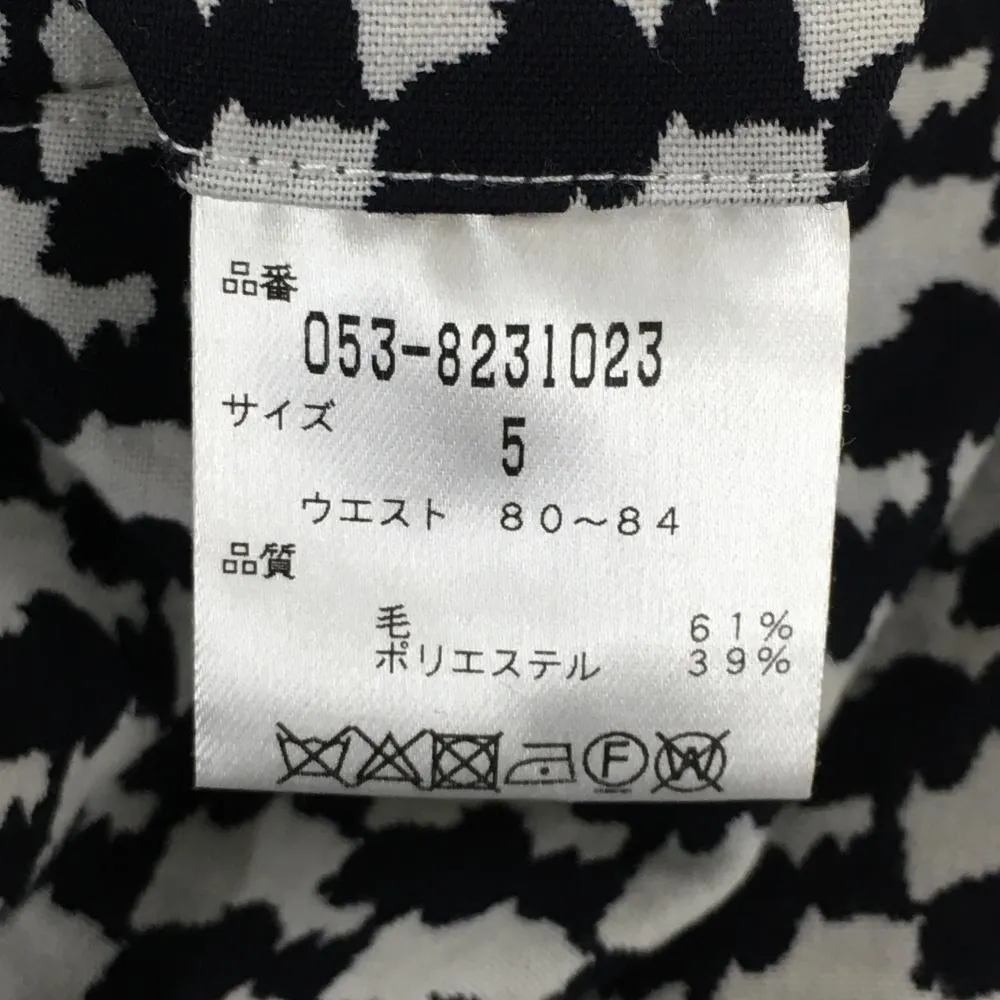 品番
053-8231023
サイズ
5
ウエスト 80～84
品質
毛 61%
ポリエステル 39%
F W